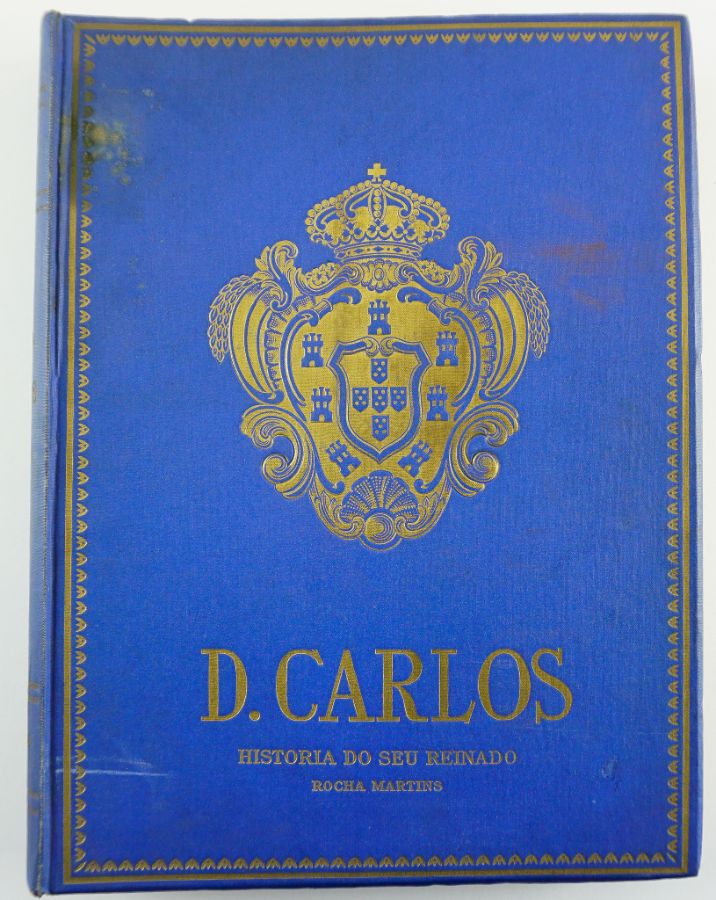 D. CARLOS
HISTORIA DO SEU REINADO
ROCHA MARTINS